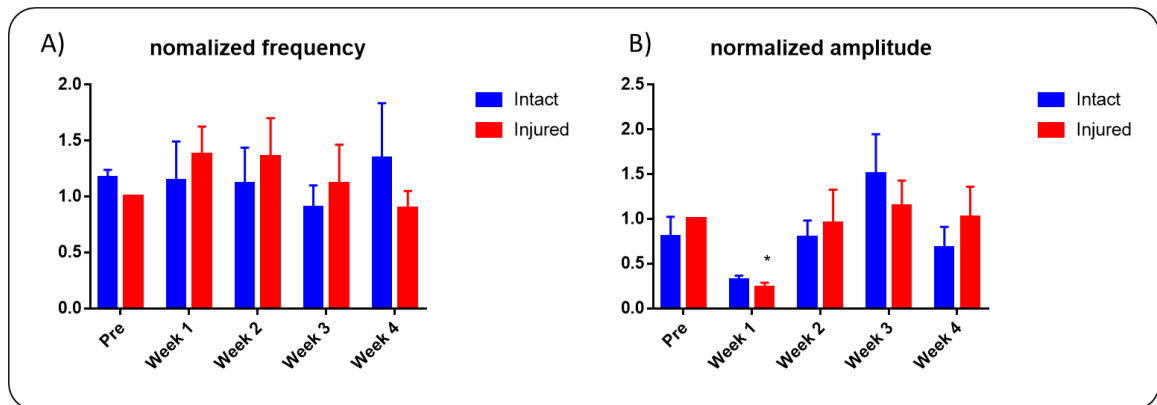 A)
nomalized frequency
2.0
1.5
1.0
0.5
0.0
Pre
Week 1
Week 2
Week 3
Week 4
Intact
Injured
B)
normalized amplitude
2.5
2.0
1.5
1.0
0.5
0.0
*
Pre
Week 1
Week 2
Week 3
Week 4
Intact
Injured